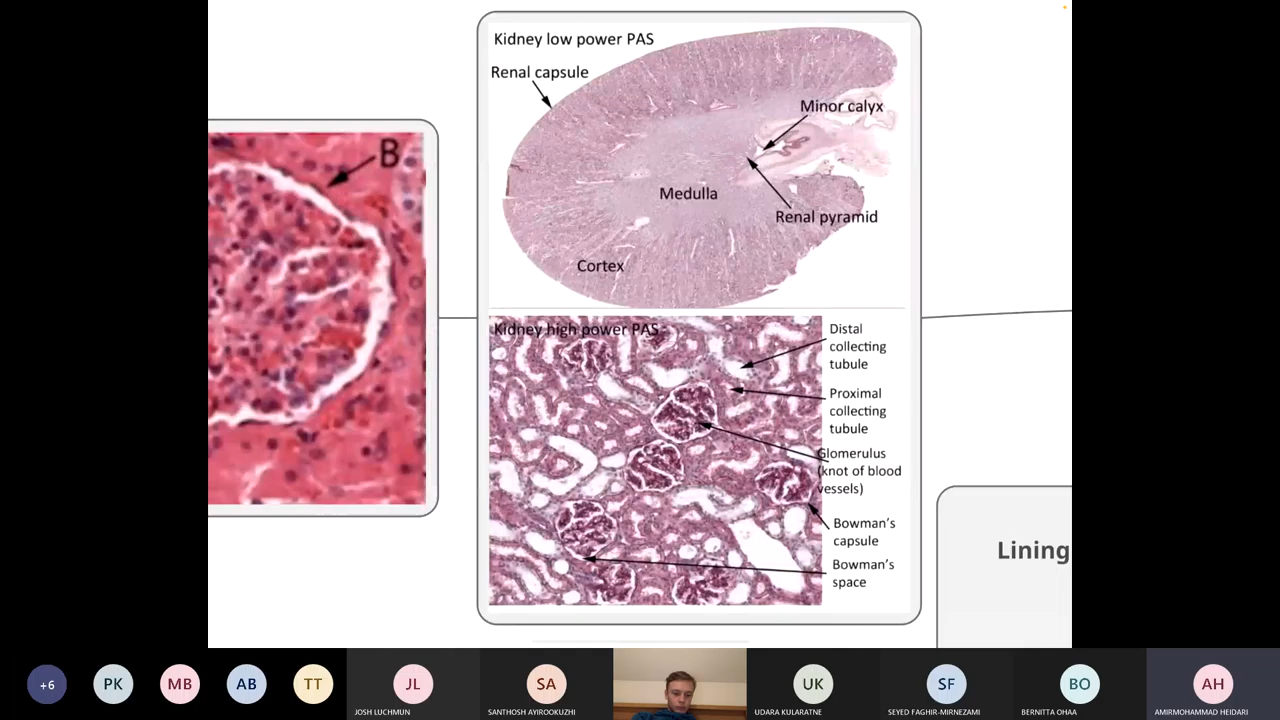 Kidney low power PAS
Renal capsule
Minor calyx
Medulla
Renal pyramid
Cortex
B
Kidney high power PAS
Distal
collecting
tubule
Proximal
collecting
tubule
Glomerulus
(knot of blood
vessels)
Bowman's
capsule
Bowman's
space
Lining
+6
PK
MB
AB
TT
JL
JOSH LUCHMUN
SA
SANTHOSH AYIROOKUZHI
UK
UDARA KULARATNE
SF
SEYED FAGHIR-MIRNEZAMI
BO
BERNITTA OHAA
AH
AMIRMOHAMMAD HEIDARI